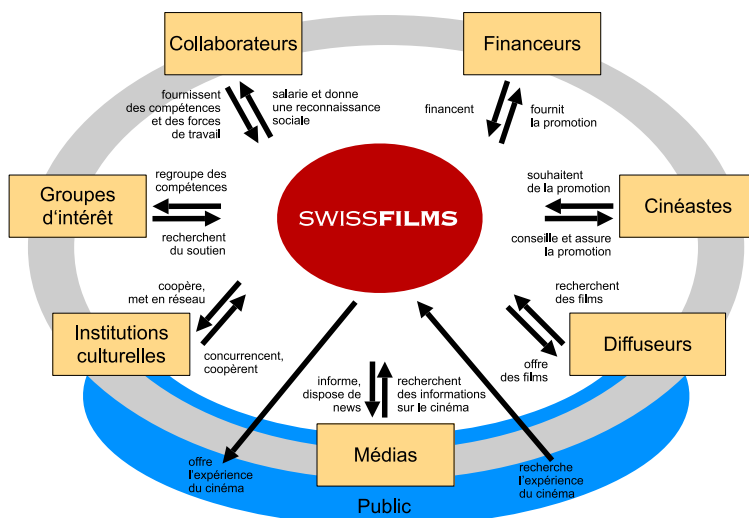 Collaborateurs
Financeurs
fournissent
des compétences
et des forces
de travail
salarie et donne
une reconnaissance
sociale
financent
fournit
la promotion
Groupes
d'intérêt
regroupe des
compétences
recherchent
du soutien
SWISSFILMS
souhaitent
de la promotion
conseille et assure
la promotion
Cinéastes
coopère,
met en réseau
Institutions
culturelles
concurrencent,
coopèrent
recherchent
des films
offre
des films
Diffuseurs
informe,
dispose de
news
recherchent
des informations
sur le cinéma
Médias
offre
l'expérience
du cinéma
recherche
l'expérience
du cinéma
Public